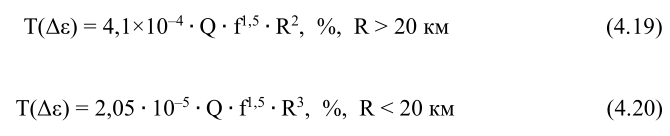 T(Δε) = 4,1×10⁻⁴ · Q · f¹,⁵ · R², %, R > 20 км (4.19)
T(Δε) = 2,05 · 10⁻⁵ · Q · f¹,⁵ · R³, %, R < 20 км (4.20)